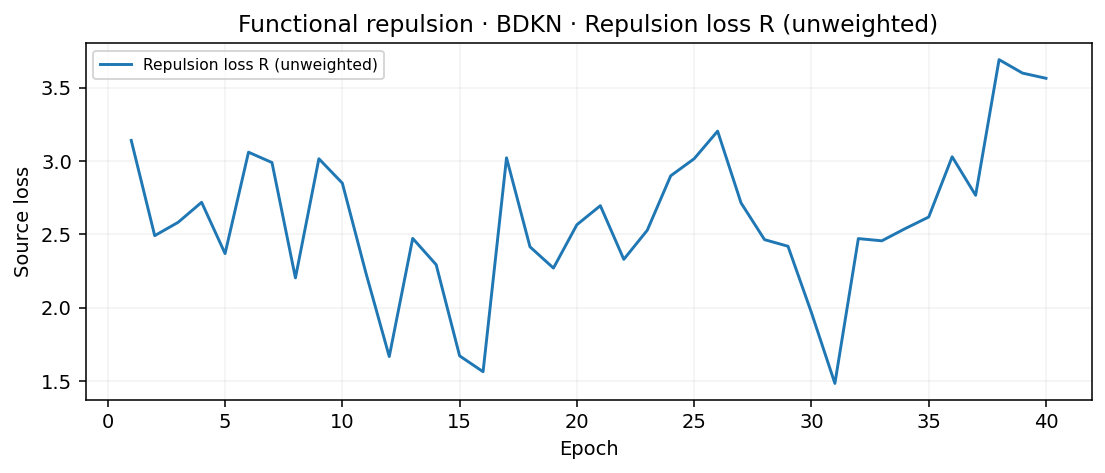 Functional repulsion · BDKN · Repulsion loss R (unweighted)
Repulsion loss R (unweighted)
Source loss
3.5
3.0
2.5
2.0
1.5
0 5 10 15 20 25 30 35 40
Epoch